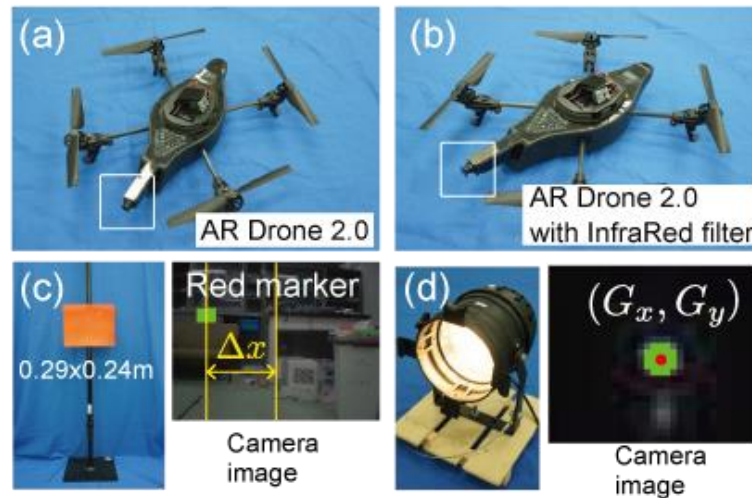 (a)
AR Drone 2.0
(b)
AR Drone 2.0
with InfraRed filter
(c)
0.29x0.24m
Red marker
Δx
Camera
image
(d)
(G_x, G_y)
Camera
image